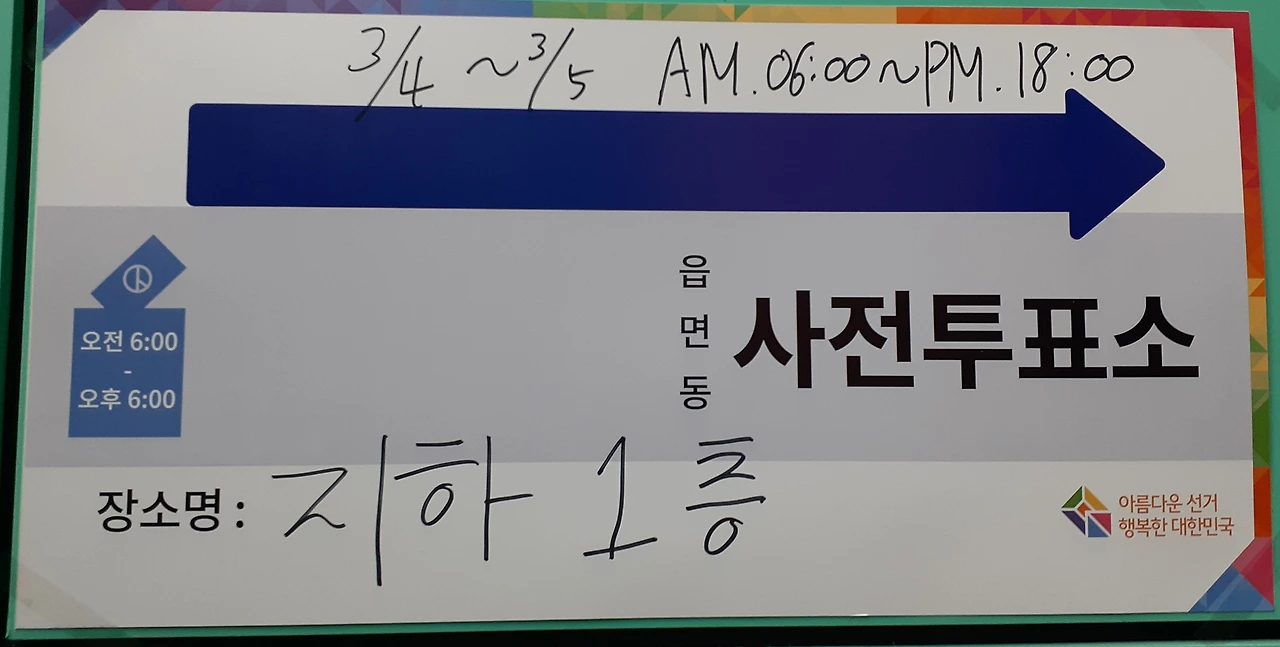 3/4 ~ 3/5 AM. 06:00 ~ PM. 18:00
오전 6:00
-
오후 6:00
읍
면
동
사전투표소
장소명 : 지하 1층
아름다운 선거
행복한 대한민국